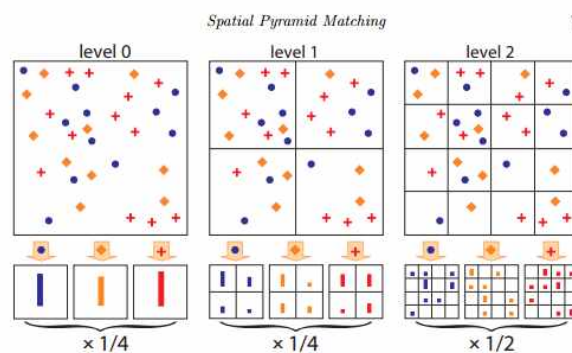 Spatial Pyramid Matching
level 0 level 1 level 2
× 1/4 × 1/4 × 1/2